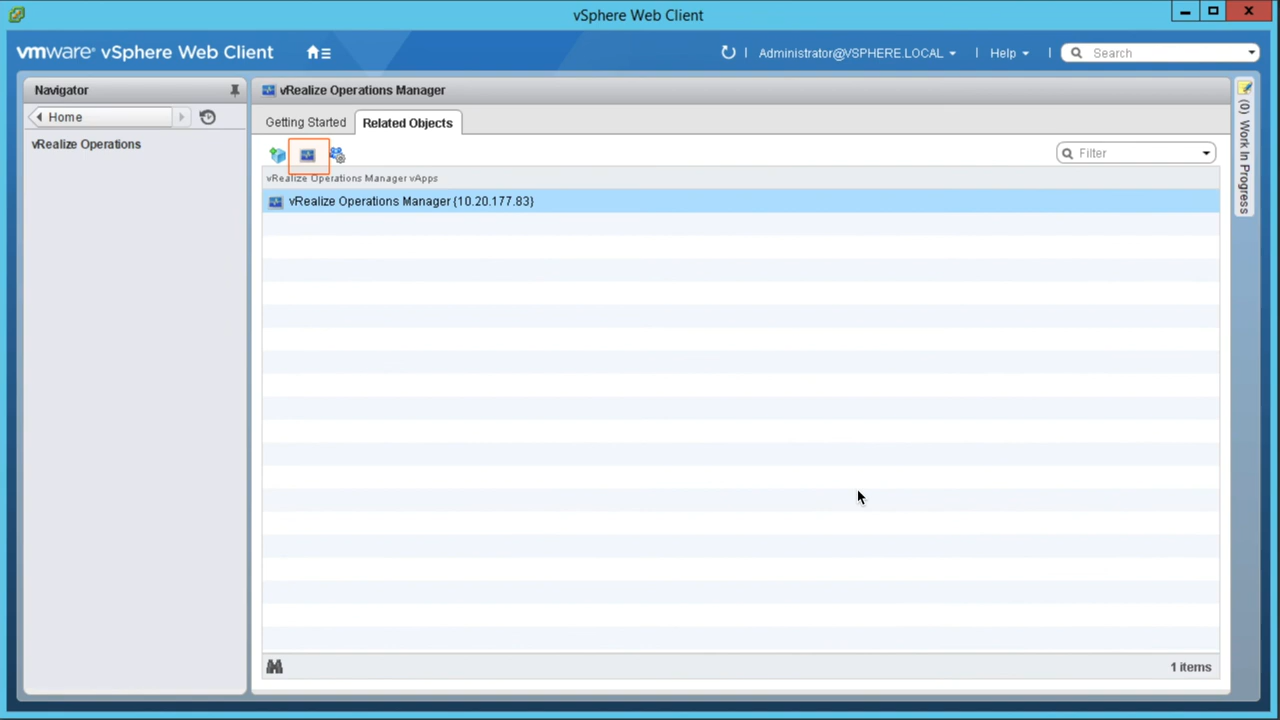 vSphere Web Client
vmware® vSphere Web Client
Administrator@VSPHERE.LOCAL
Help
Search
Navigator
Home
vRealize Operations
vRealize Operations Manager
Getting Started
Related Objects
Filter
vRealize Operations Manager vApps
vRealize Operations Manager (10.20.177.83)
1 items
(0) Work In Progress